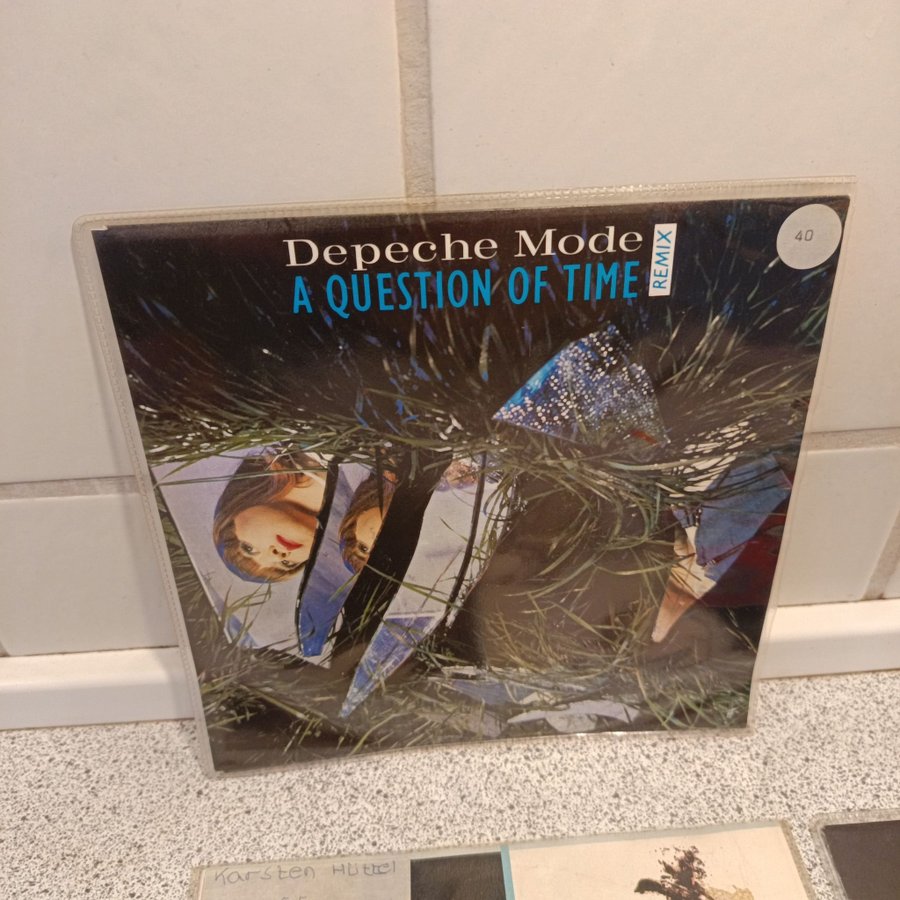 Depeche Mode
A QUESTION OF TIME
REMIX
40
Karsten Hüttel